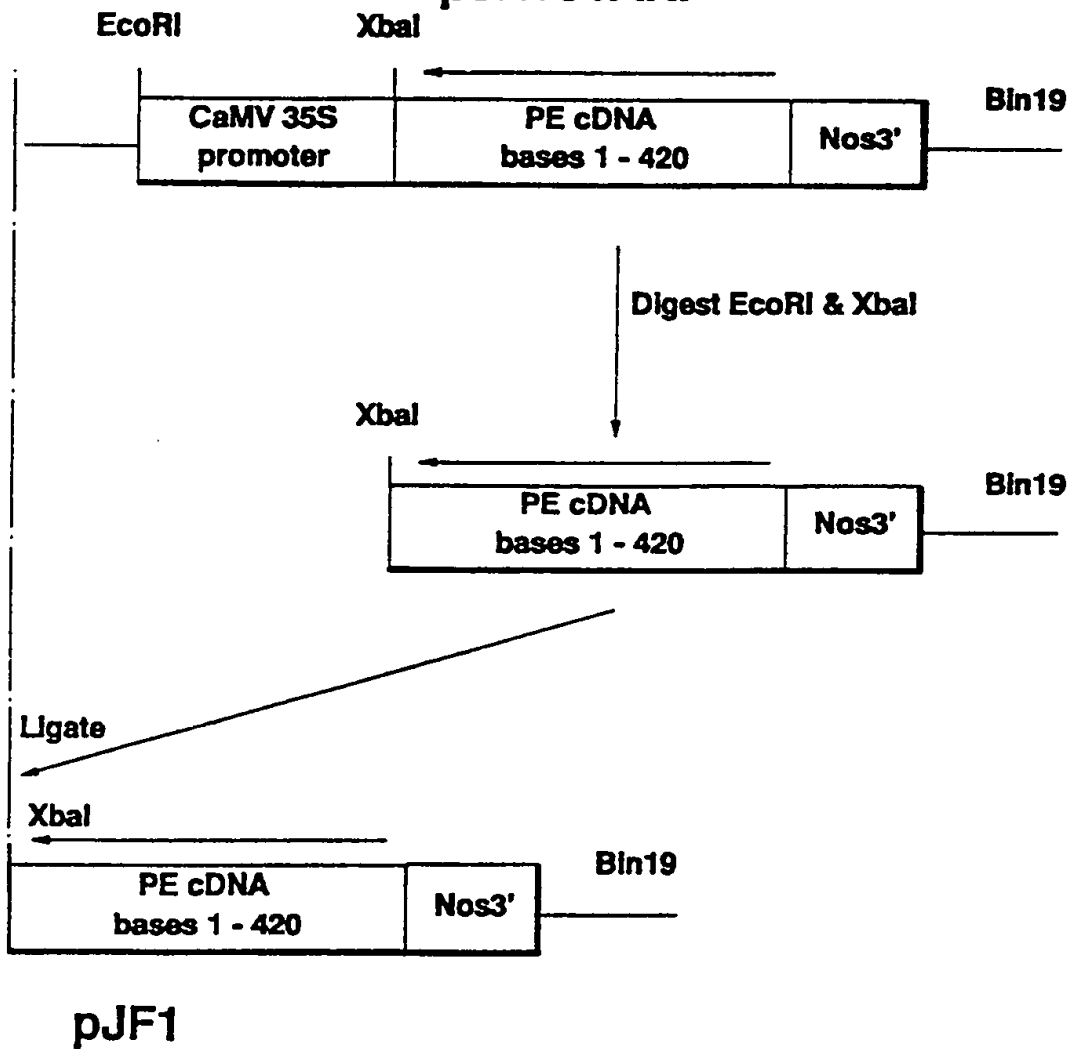 EcoRI XbaI
CaMV 35S
promoter
PE cDNA
bases 1 - 420
Nos3'
Bin19
Digest EcoRI & XbaI
XbaI
PE cDNA
bases 1 - 420
Nos3'
Bin19
Ligate
XbaI
PE cDNA
bases 1 - 420
Nos3'
Bin19
pJF1